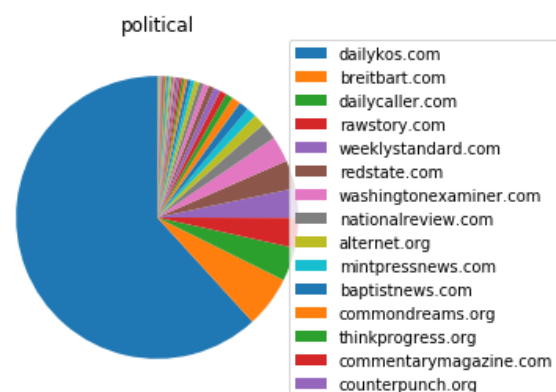 political
dailykos.com
breitbart.com
dailycaller.com
rawstory.com
weeklystandard.com
redstate.com
washingtonexaminer.com
nationalreview.com
alternet.org
mintpressnews.com
baptistnews.com
commondreams.org
thinkprogress.org
commentarymagazine.com
counterpunch.org